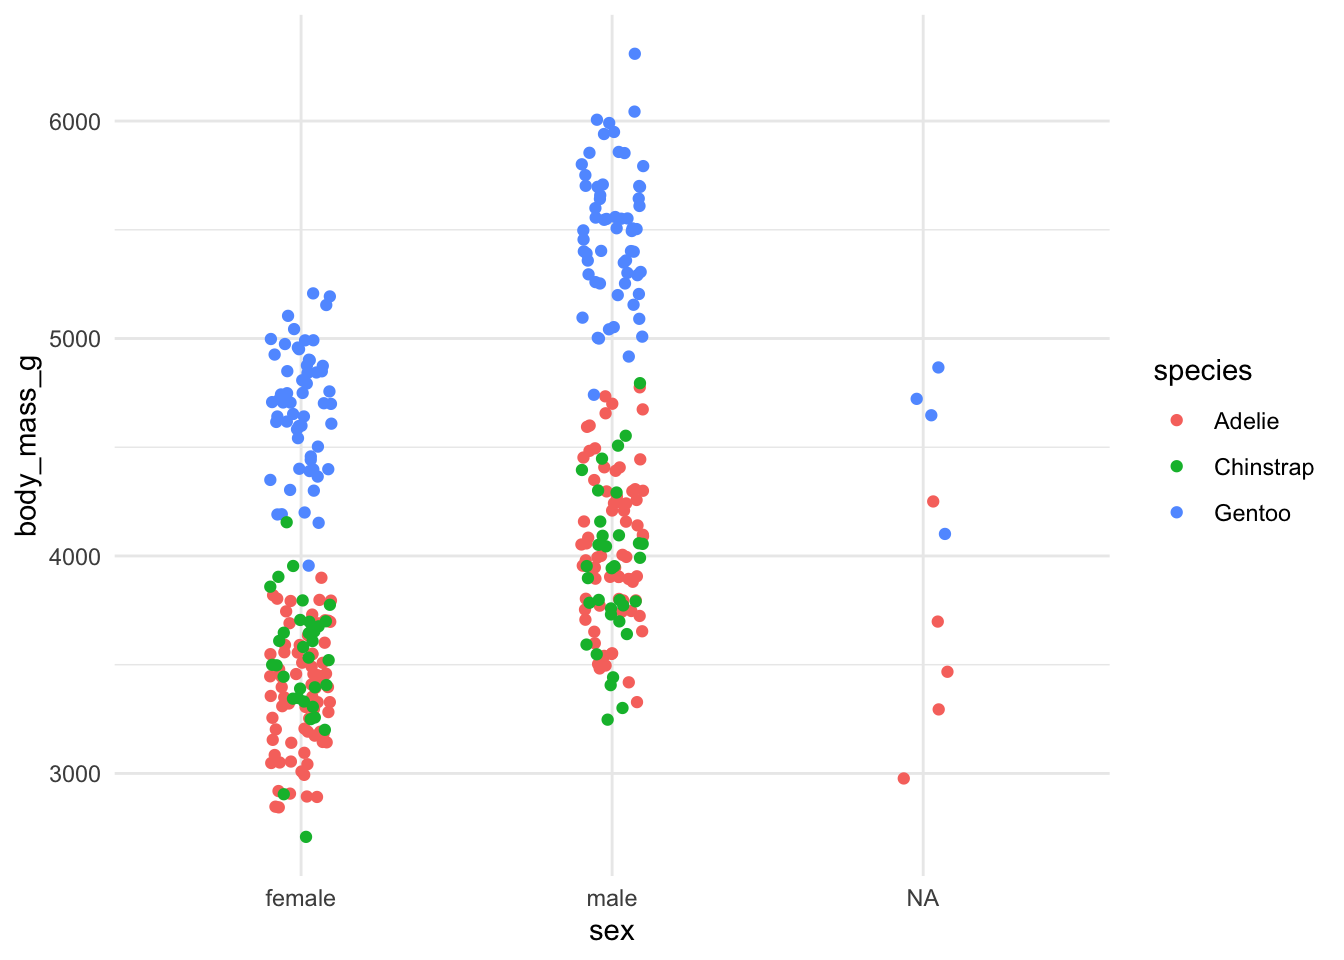 body_mass_g
6000
5000
4000
3000
female
male
NA
sex
species
Adelie
Chinstrap
Gentoo